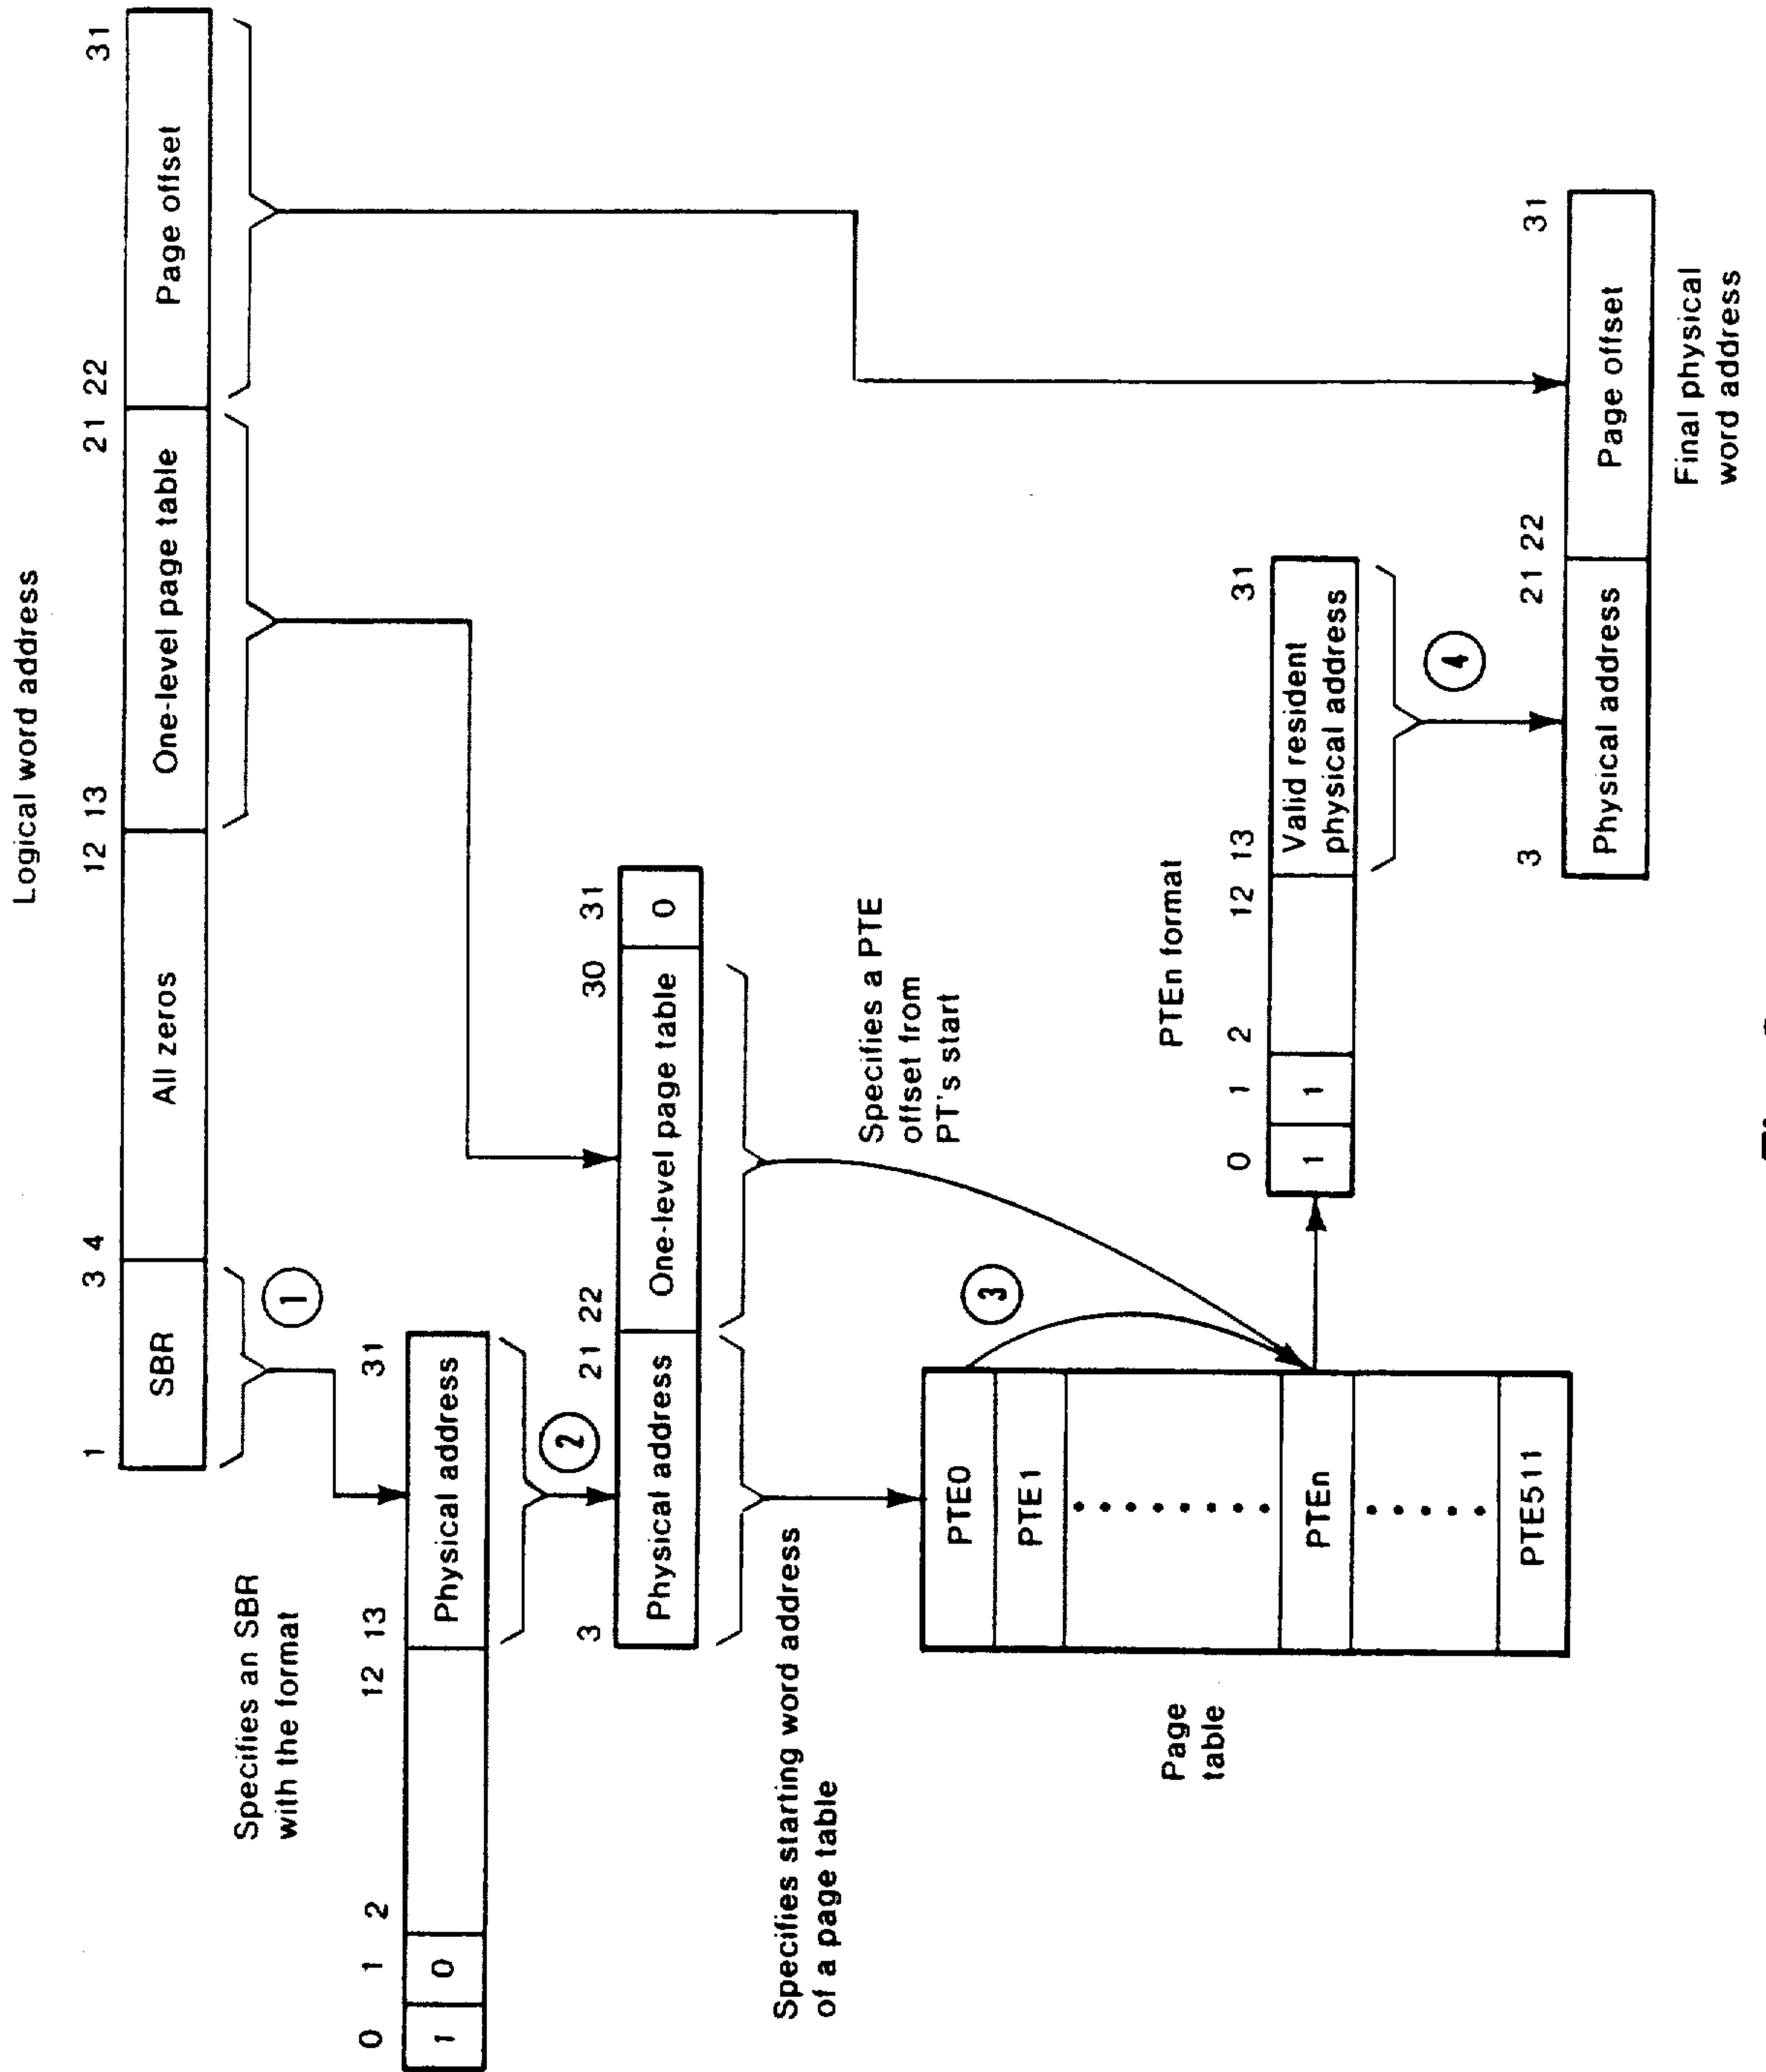 Logical word address
1 3 4 12 13 21 22 31
SBR All zeros One-level page table Page offset
1
Specifies an SBR
with the format
0 1 2 12 13 31
1 0 Physical address
2
3 21 22 30 31
Physical address One-level page table 0
Specifies starting word address
of a page table
Specifies a PTE
offset from
PT's start
3
PTE0
PTE1
PTEn
PTE511
Page
table
PTEn format
0 1 2 12 13 31
1 1 Valid resident
physical address
4
3 21 22 31
Physical address Page offset
Final physical
word address